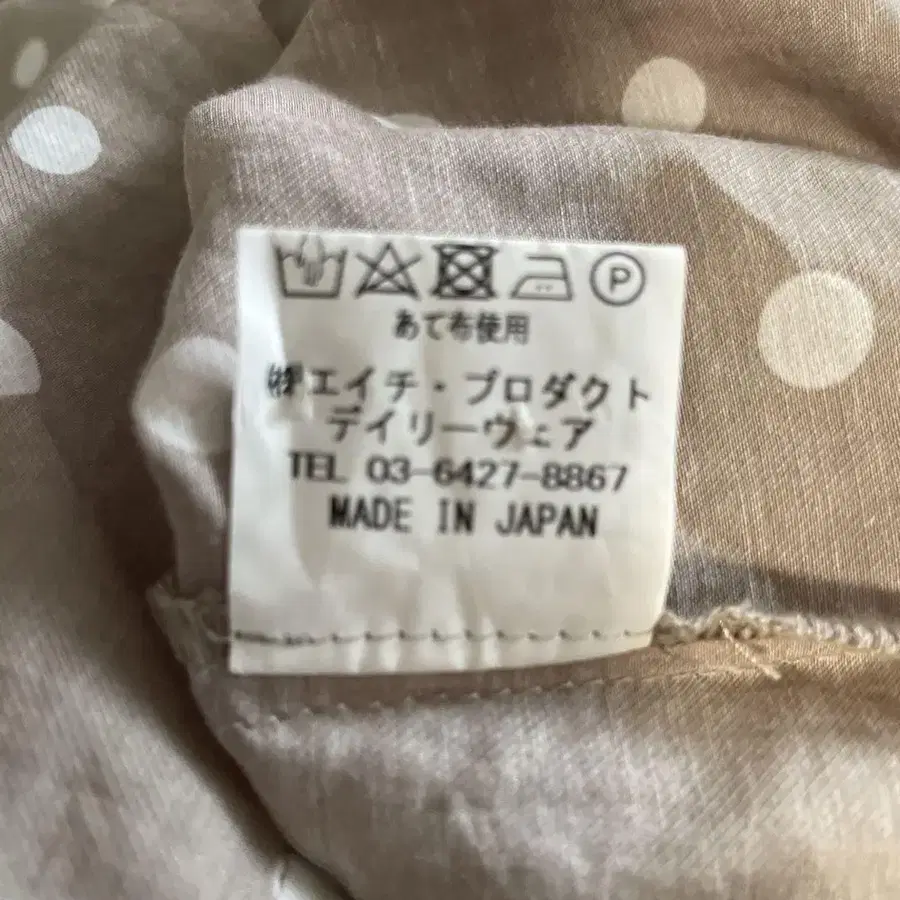 P
あて布使用
㈱エイチ・プロダクト
デイリーウェア
TEL 03-6427-8867
MADE IN JAPAN